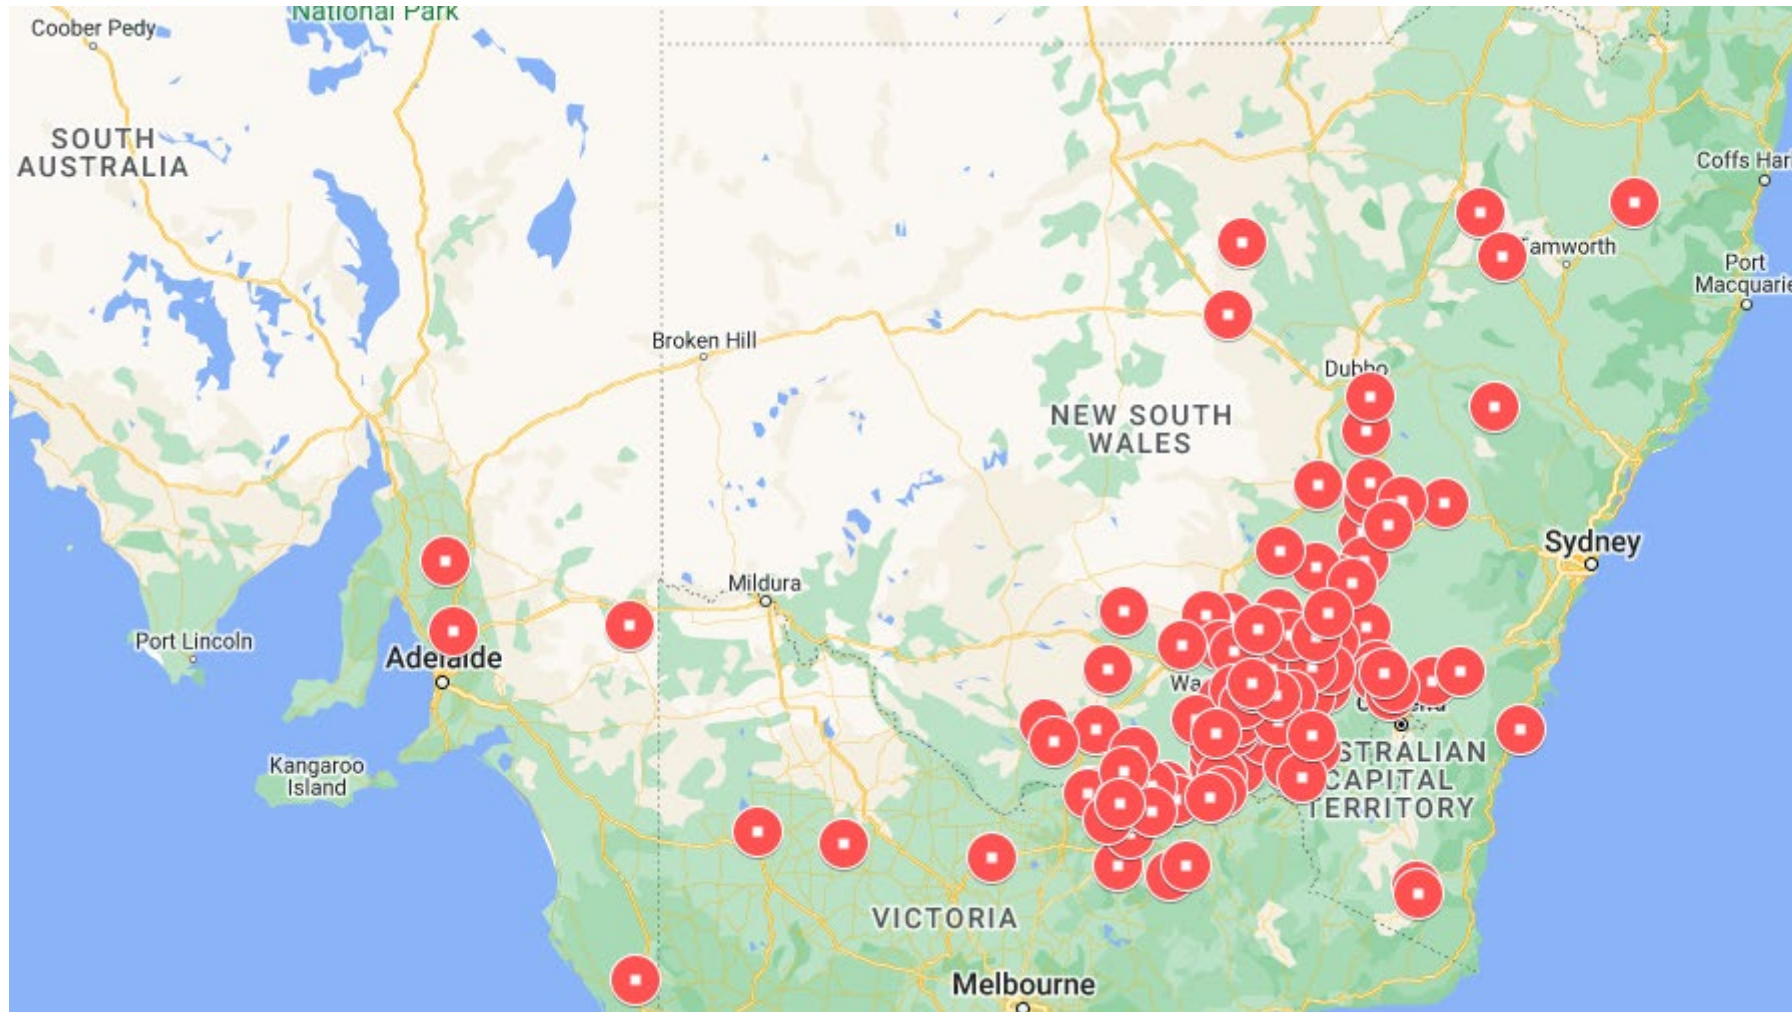 National Park
Coober Pedy
SOUTH
AUSTRALIA
Coffs Har
Tamworth
Port
Macquarie
Broken Hill
Dubbo
NEW SOUTH
WALES
Sydney
Mildura
Port Lincoln
Adelaide
Wa
Kangaroo
Island
STRALIAN
CAPITAL
TERRITORY
VICTORIA
Melbourne